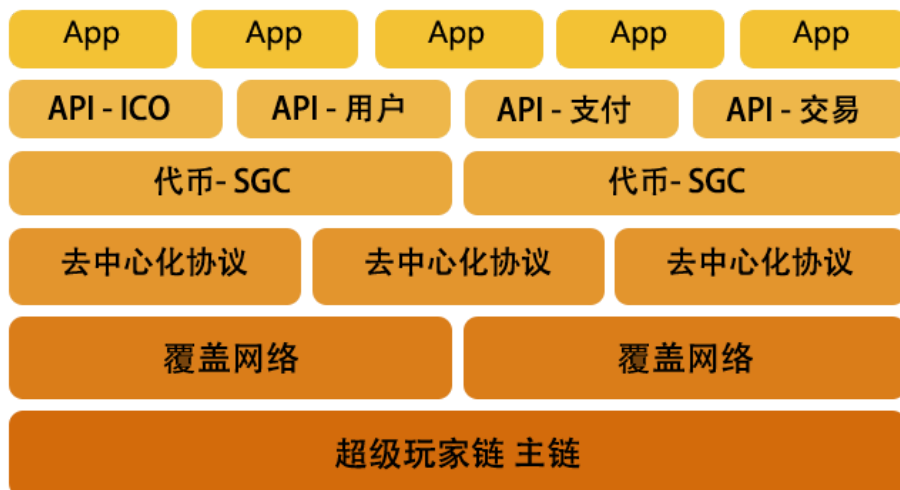 App App App App App
API - ICO API - 用户 API - 支付 API - 交易
代币- SGC 代币- SGC
去中心化协议 去中心化协议 去中心化协议
覆盖网络 覆盖网络
超级玩家链 主链